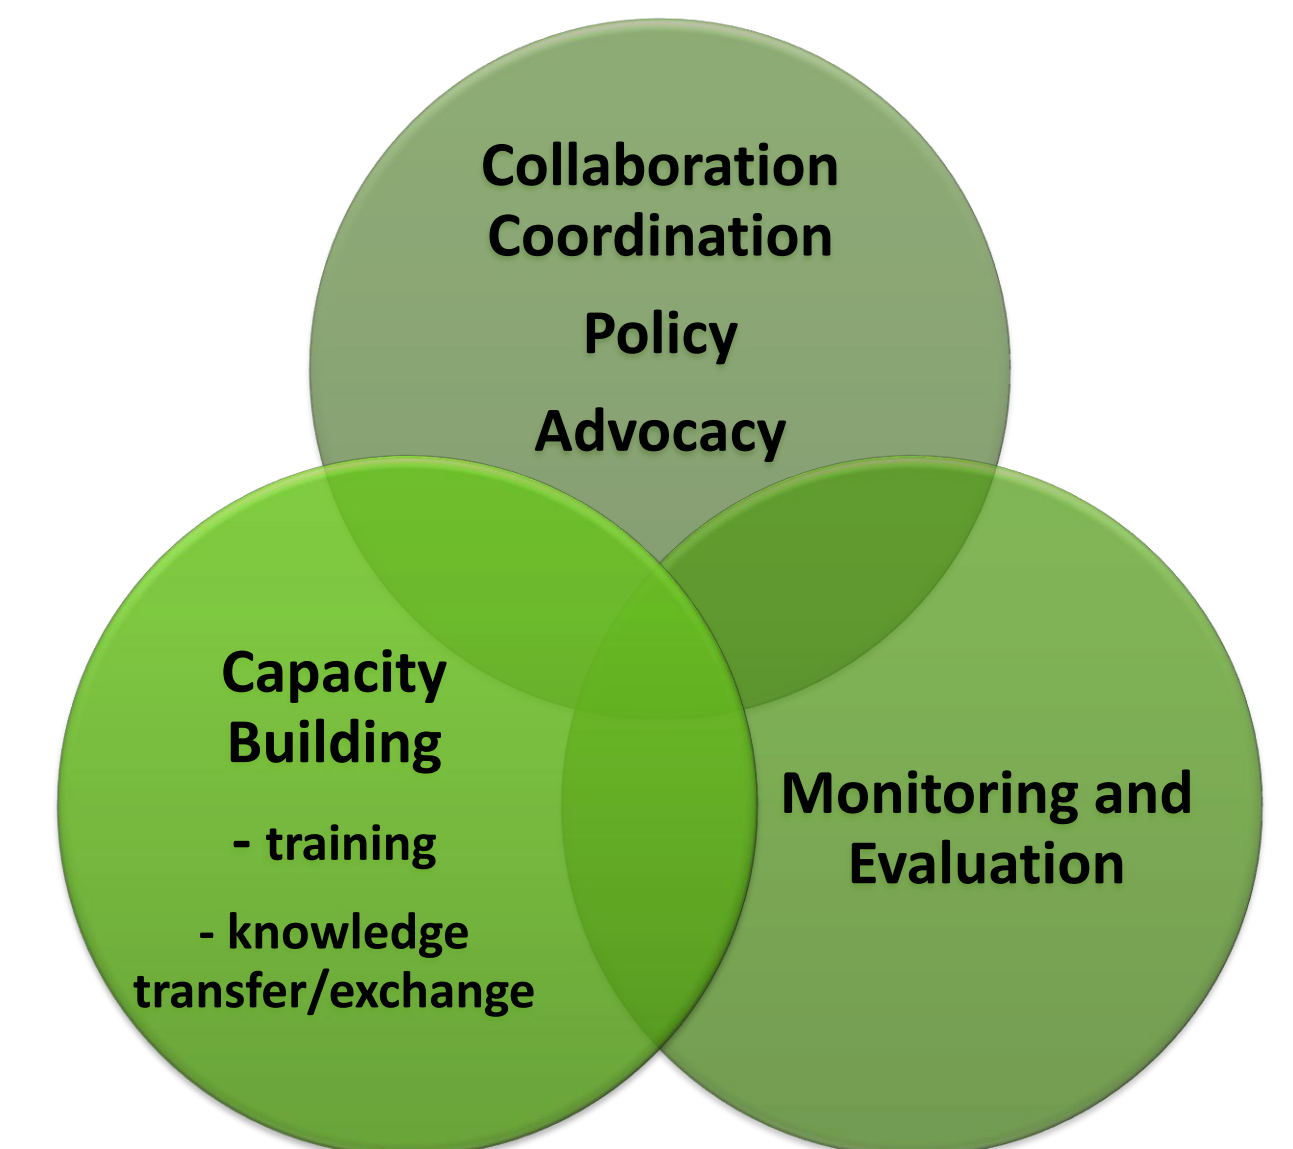 Collaboration
Coordination
Policy
Advocacy
Capacity
Building
- training
- knowledge
transfer/exchange
Monitoring and
Evaluation